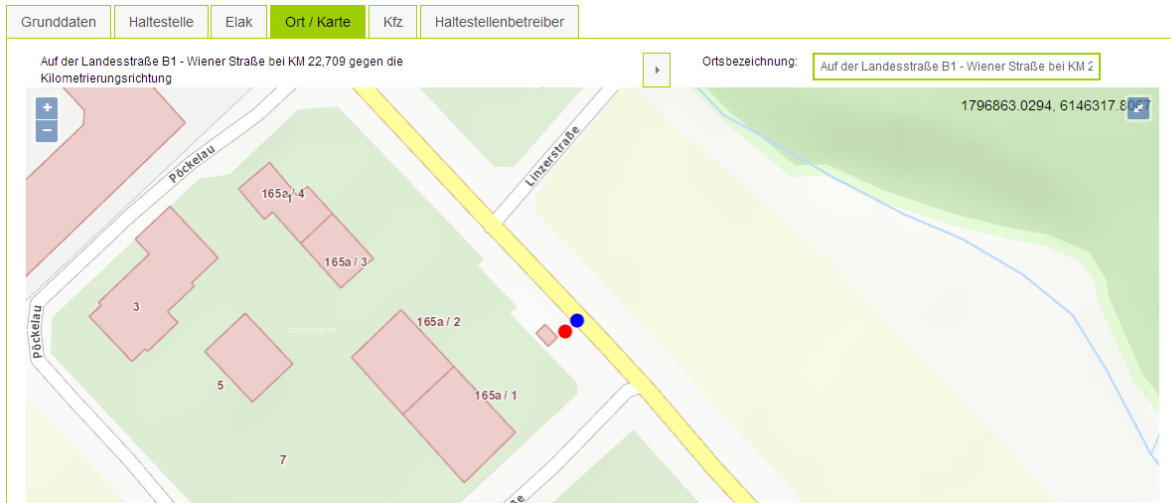 Grunddaten
Haltestelle
Elak
Ort / Karte
Kfz
Haltestellenbetreiber
Auf der Landesstraße B1 - Wiener Straße bei KM 22,709 gegen die
Kilometrierungsrichtung
Ortsbezeichnung:
Auf der Landesstraße B1 - Wiener Straße bei KM 2
+
−
1796863.0294, 6146317.8
Pöckelau
Linzerstraße
165a / 4
1
165a / 3
3
Pöckelau
165a / 2
5
165a / 1
7